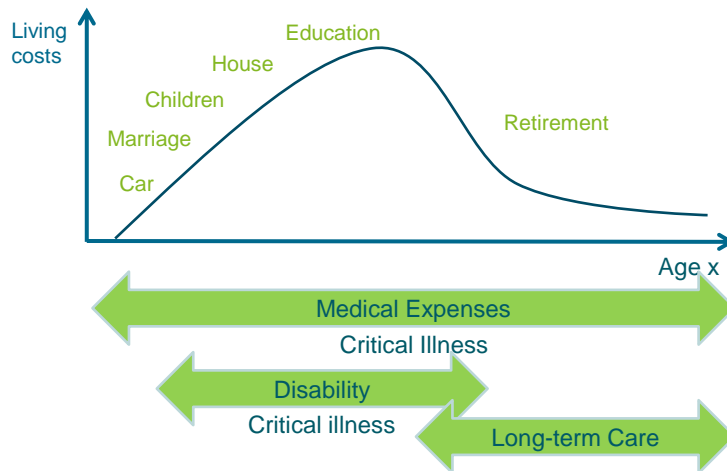 Living
costs
Education
House
Children
Marriage
Car
Retirement
Age x
Medical Expenses
Critical Illness
Disability
Critical illness
Long-term Care